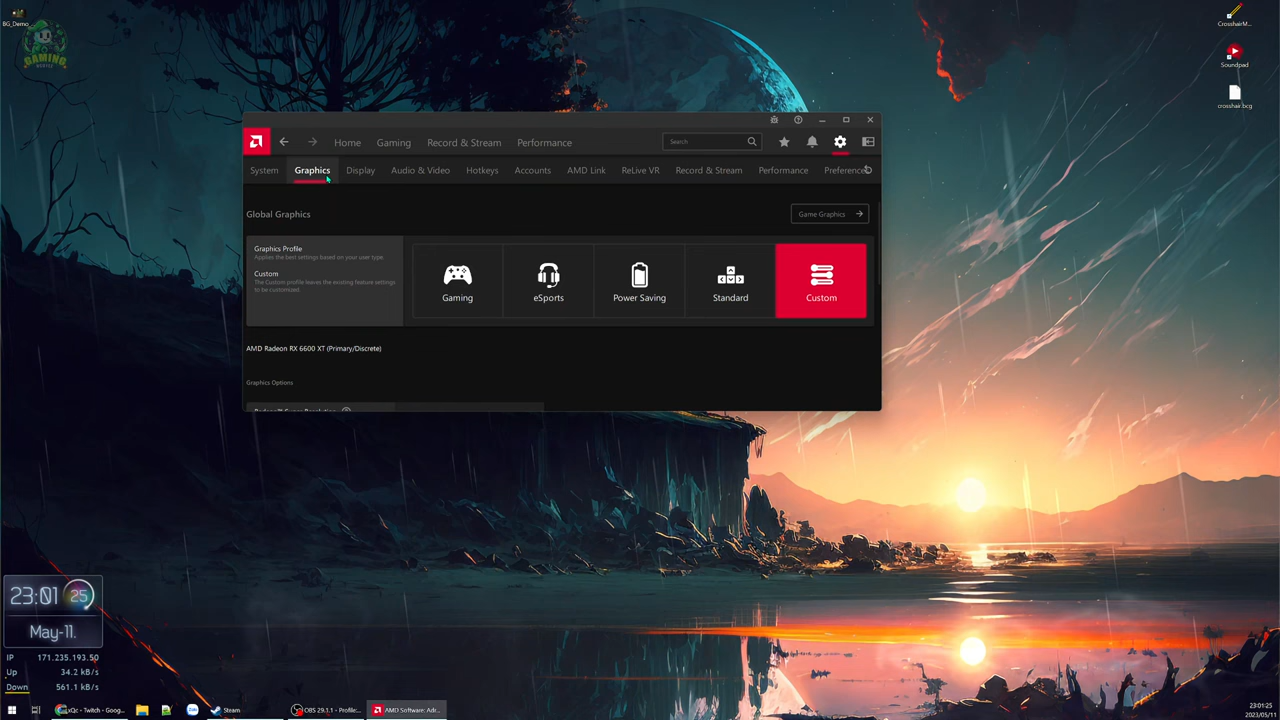 BG_Demo...
GAMING
CrosshairM...
Soundpad
crosshair.bcg
Home
Gaming
Record & Stream
Performance
Search
System
Graphics
Display
Audio & Video
Hotkeys
Accounts
AMD Link
ReLive VR
Record & Stream
Performance
Preferences
Global Graphics
Game Graphics
Graphics Profile
Applies the best settings based on your user type.
Custom
The Custom profile leaves the existing feature settings
to be customized.
Gaming
eSports
Power Saving
Standard
Custom
AMD Radeon RX 6600 XT (Primary/Discrete)
Graphics Options
23:01
25
May-11.
IP 171.235.193.50
Up 34.2 kB/s
Down 561.1 kB/s
xQc - Twitch - Goog...
Steam
OBS 29.1.1 - Profile:...
AMD Software: Adr...
23:01:25
2023/05/11